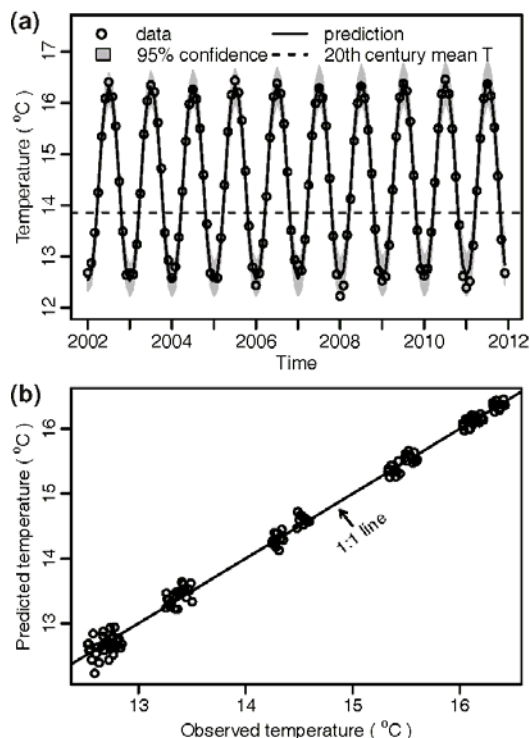 (a)
data
prediction
95% confidence
20th century mean T
Temperature ( °C)
17
16
15
14
13
12
2002
2004
2006
2008
2010
2012
Time
(b)
Predicted temperature ( °C)
16
15
14
13
1:1 line
13
14
15
16
Observed temperature ( °C)